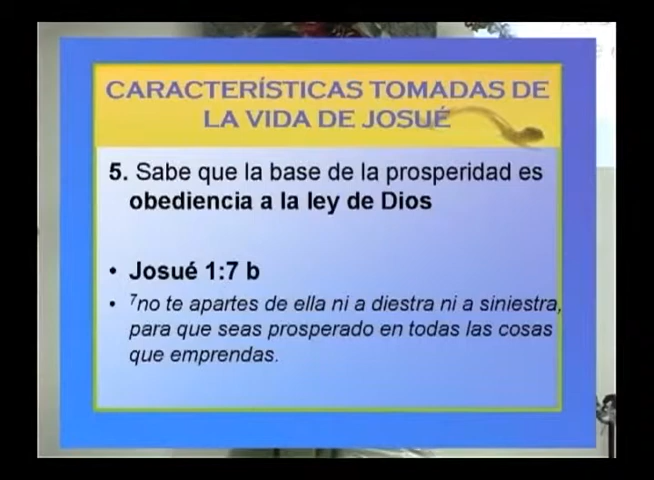 CARACTERÍSTICAS TOMADAS DE
LA VIDA DE JOSUÉ
5. Sabe que la base de la prosperidad es
obediencia a la ley de Dios
• Josué 1:7 b
• ⁷no te apartes de ella ni a diestra ni a siniestra,
para que seas prosperado en todas las cosas
que emprendas.